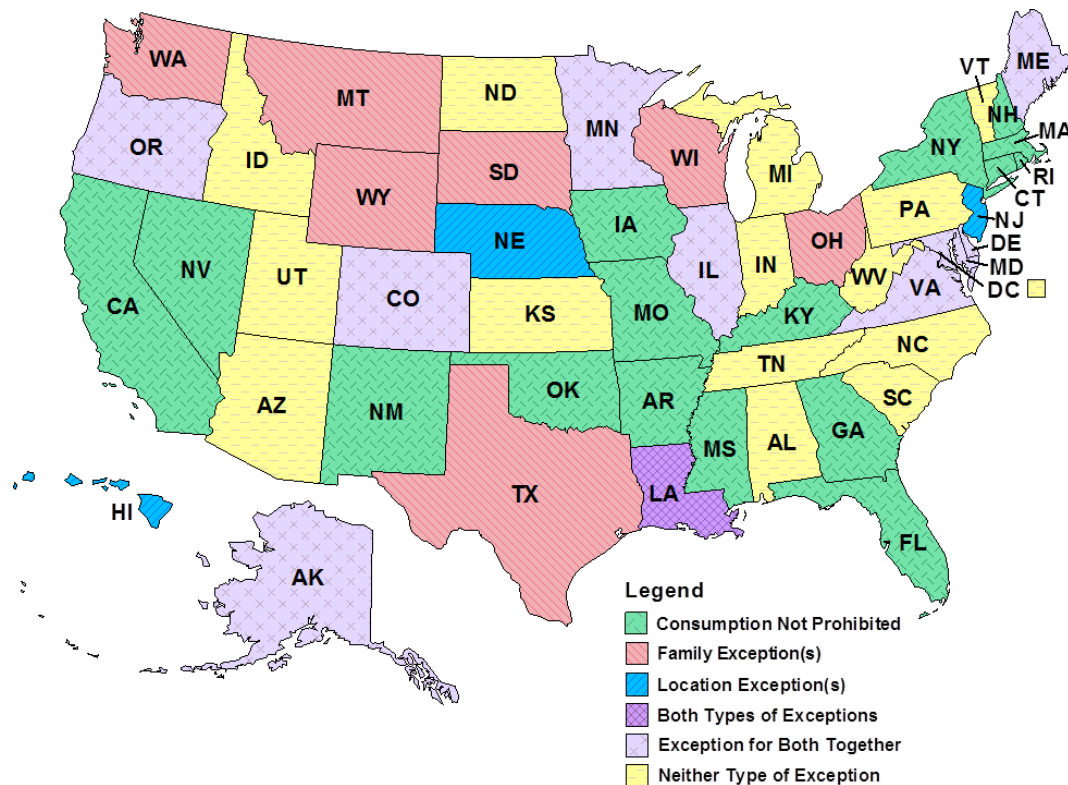 WA
MT
ND
MN
ME
VT
NH
MA
OR
ID
WI
NY
RI
SD
MI
CT
WY
PA
NJ
IA
NE
OH
DE
IN
IL
MD
NV
UT
WV
DC
CO
VA
CA
KS
MO
KY
NC
TN
OK
SC
AZ
NM
AR
GA
MS
AL
TX
LA
HI
FL
AK
Legend
Consumption Not Prohibited
Family Exception(s)
Location Exception(s)
Both Types of Exceptions
Exception for Both Together
Neither Type of Exception